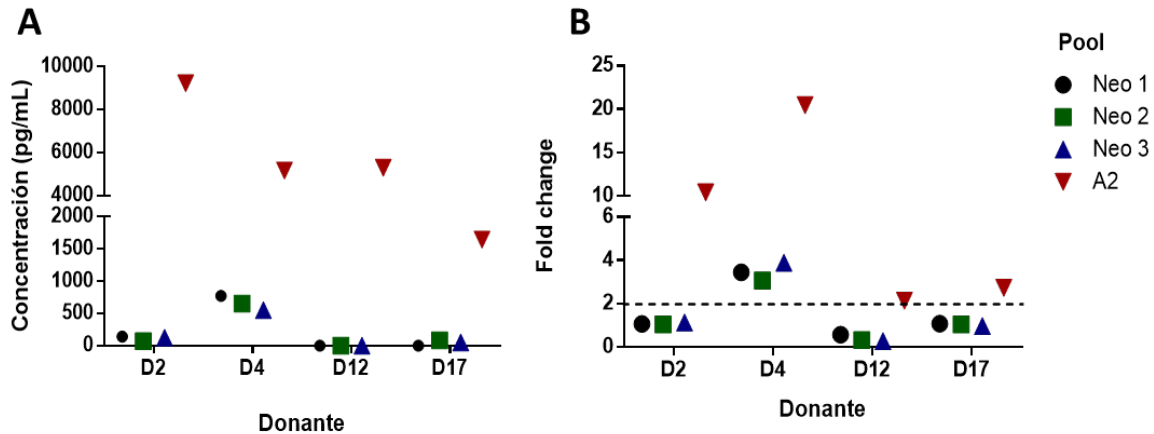 A
Concentración (pg/mL)
10000
8000
6000
4000
2000
1500
1000
500
0
D2 D4 D12 D17
Donante
B
Fold change
25
20
15
10
6
4
2
0
D2 D4 D12 D17
Donante
Pool
Neo 1
Neo 2
Neo 3
A2